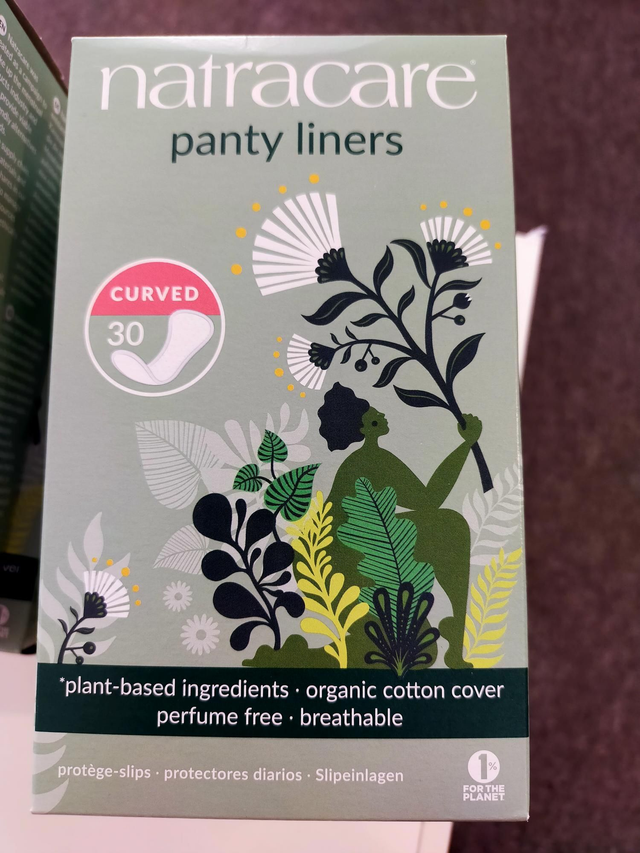 natracare
panty liners
CURVED
30
*plant-based ingredients · organic cotton cover
perfume free · breathable
protège-slips · protectores diarios · Slipeinlagen
1%
FOR THE
PLANET